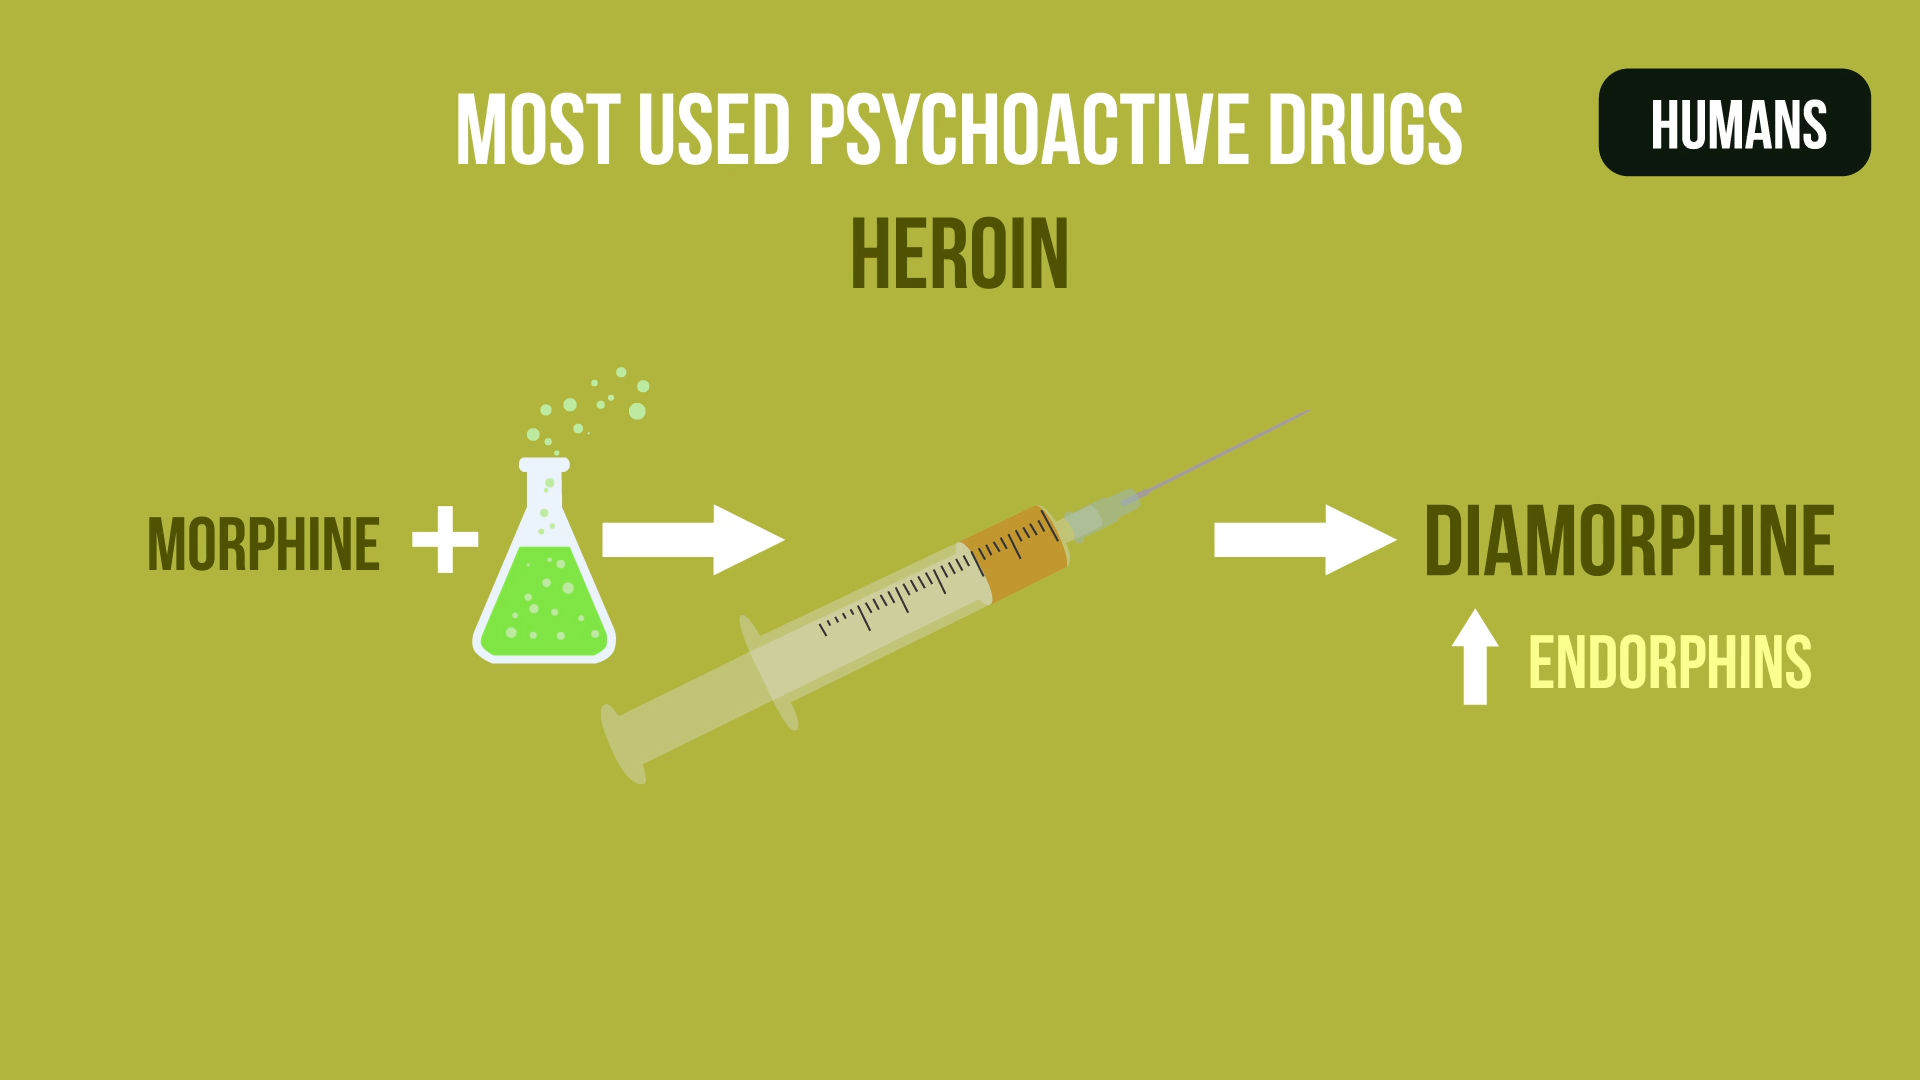 MOST USED PSYCHOACTIVE DRUGS
HUMANS
HEROIN
MORPHINE
DIAMORPHINE
ENDORPHINS